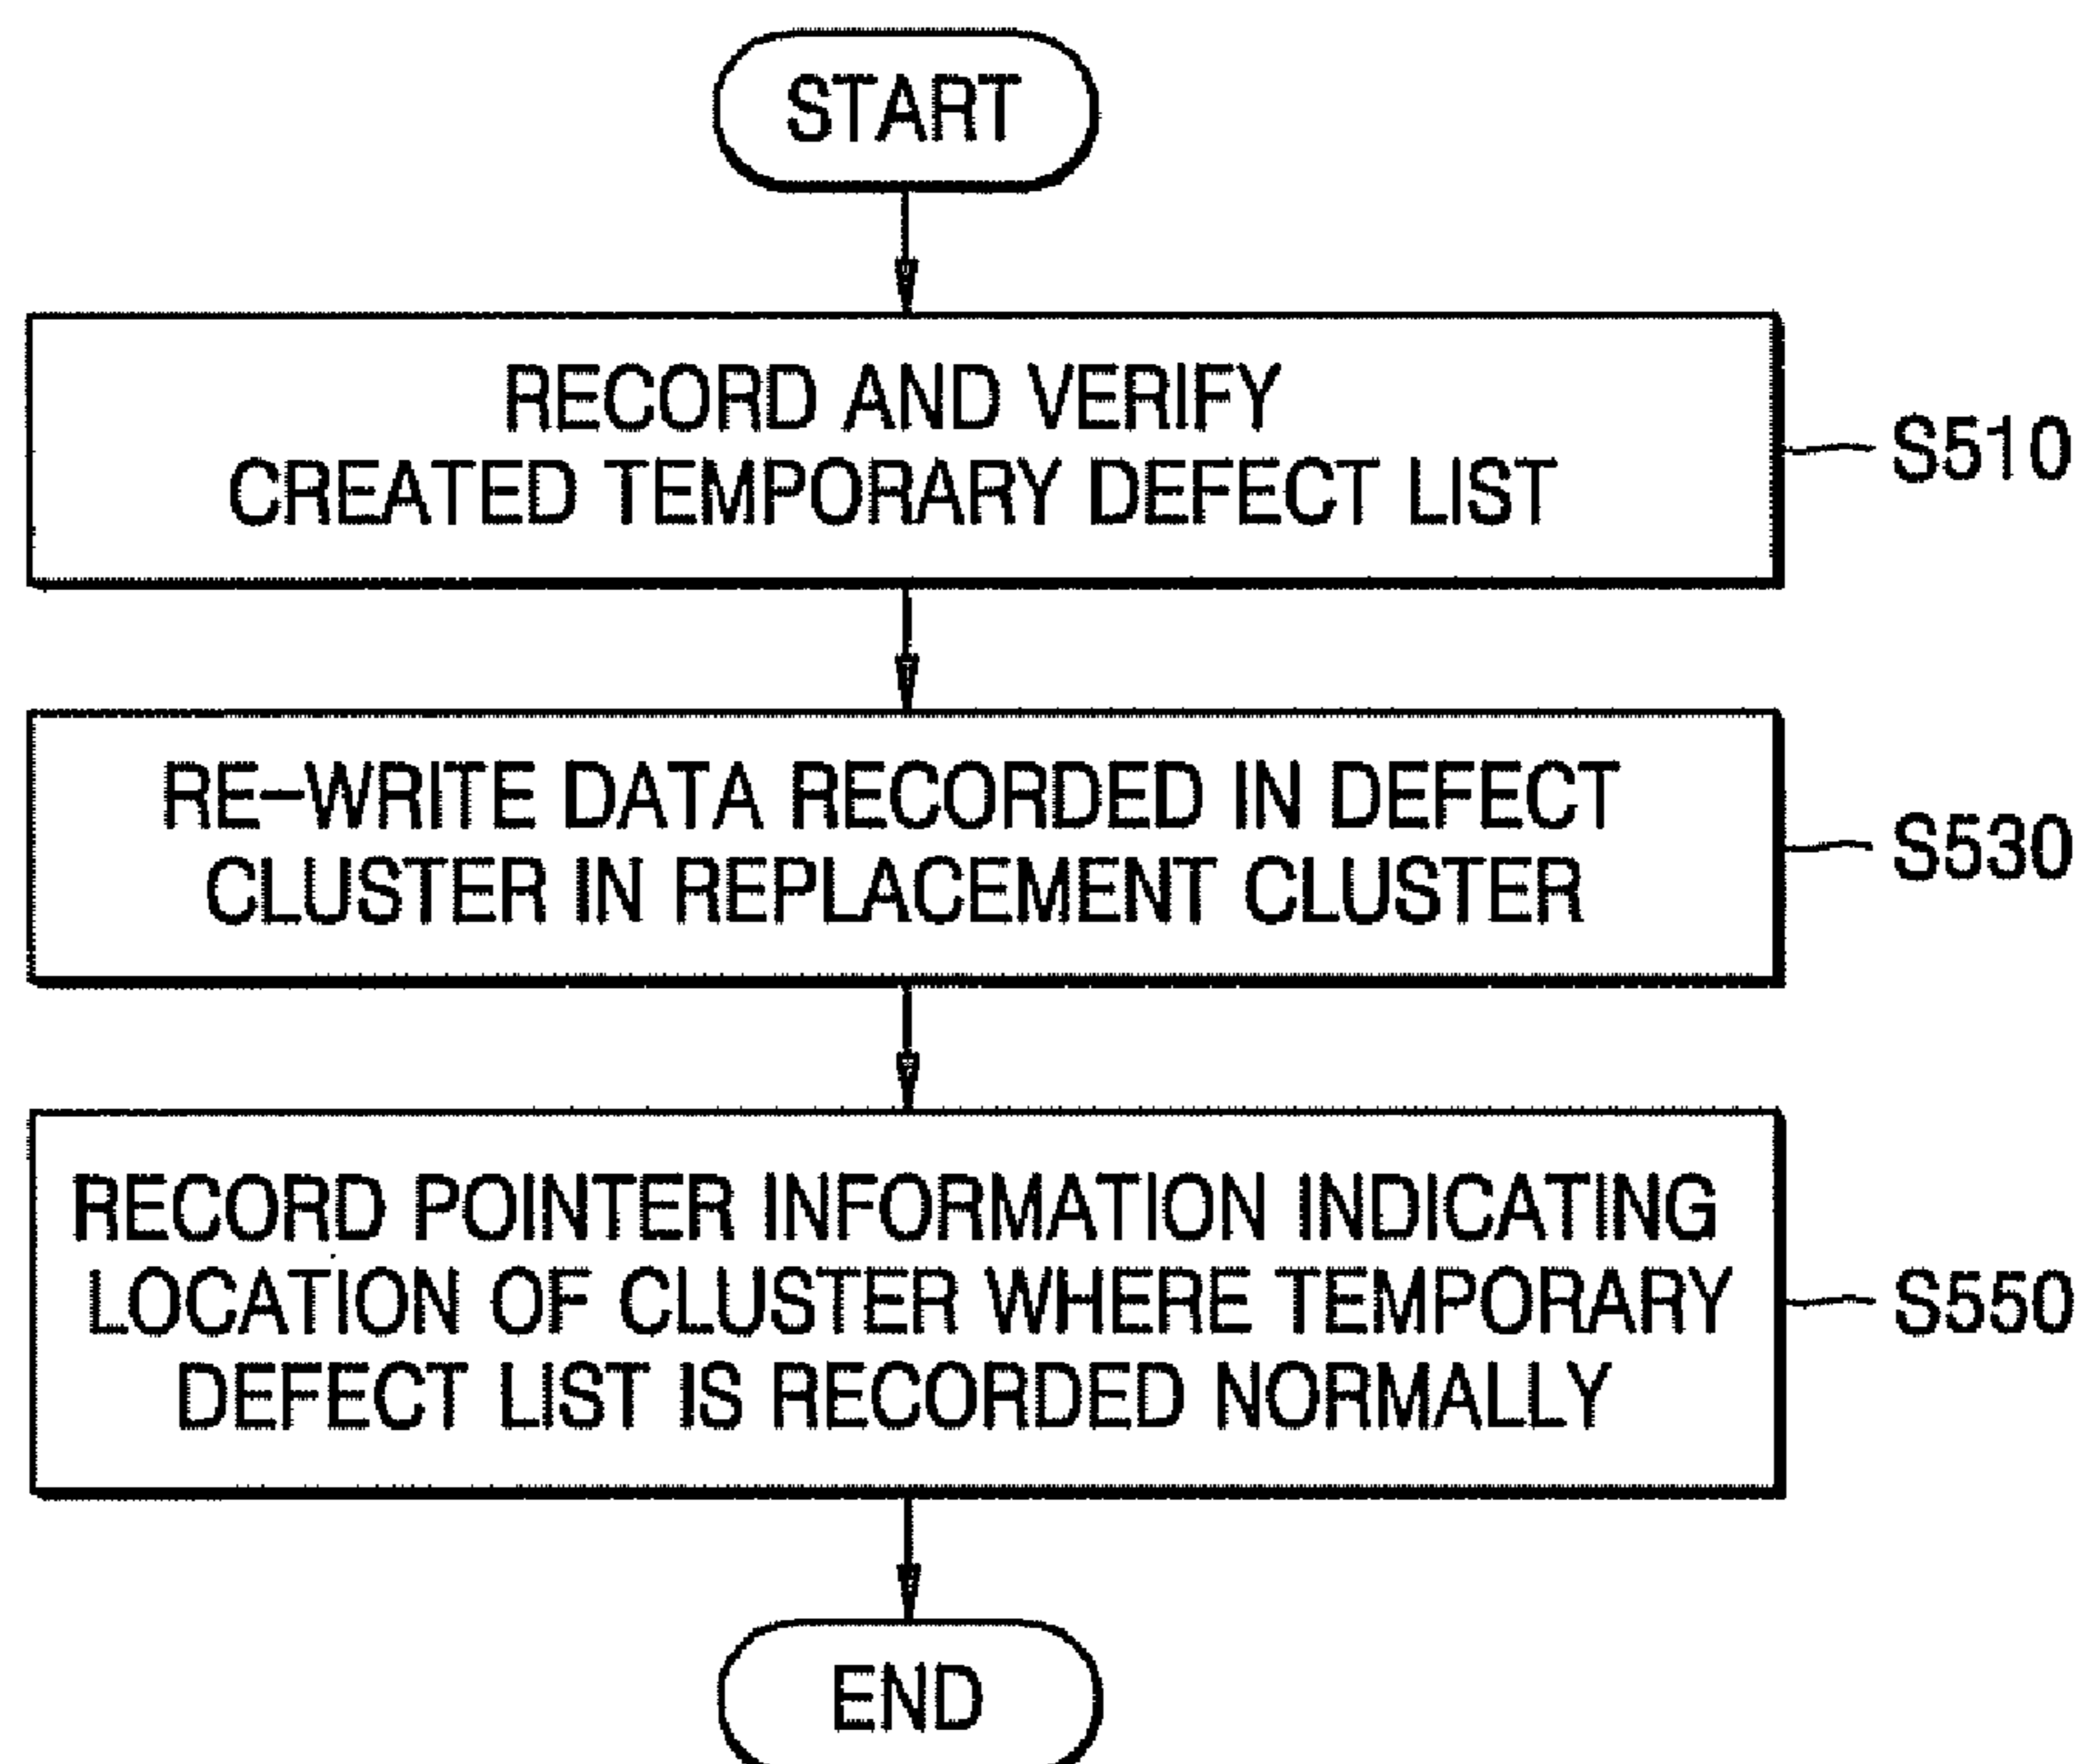 START
RECORD AND VERIFY
CREATED TEMPORARY DEFECT LIST
S510
RE-WRITE DATA RECORDED IN DEFECT
CLUSTER IN REPLACEMENT CLUSTER
S530
RECORD POINTER INFORMATION INDICATING
LOCATION OF CLUSTER WHERE TEMPORARY
DEFECT LIST IS RECORDED NORMALLY
S550
END